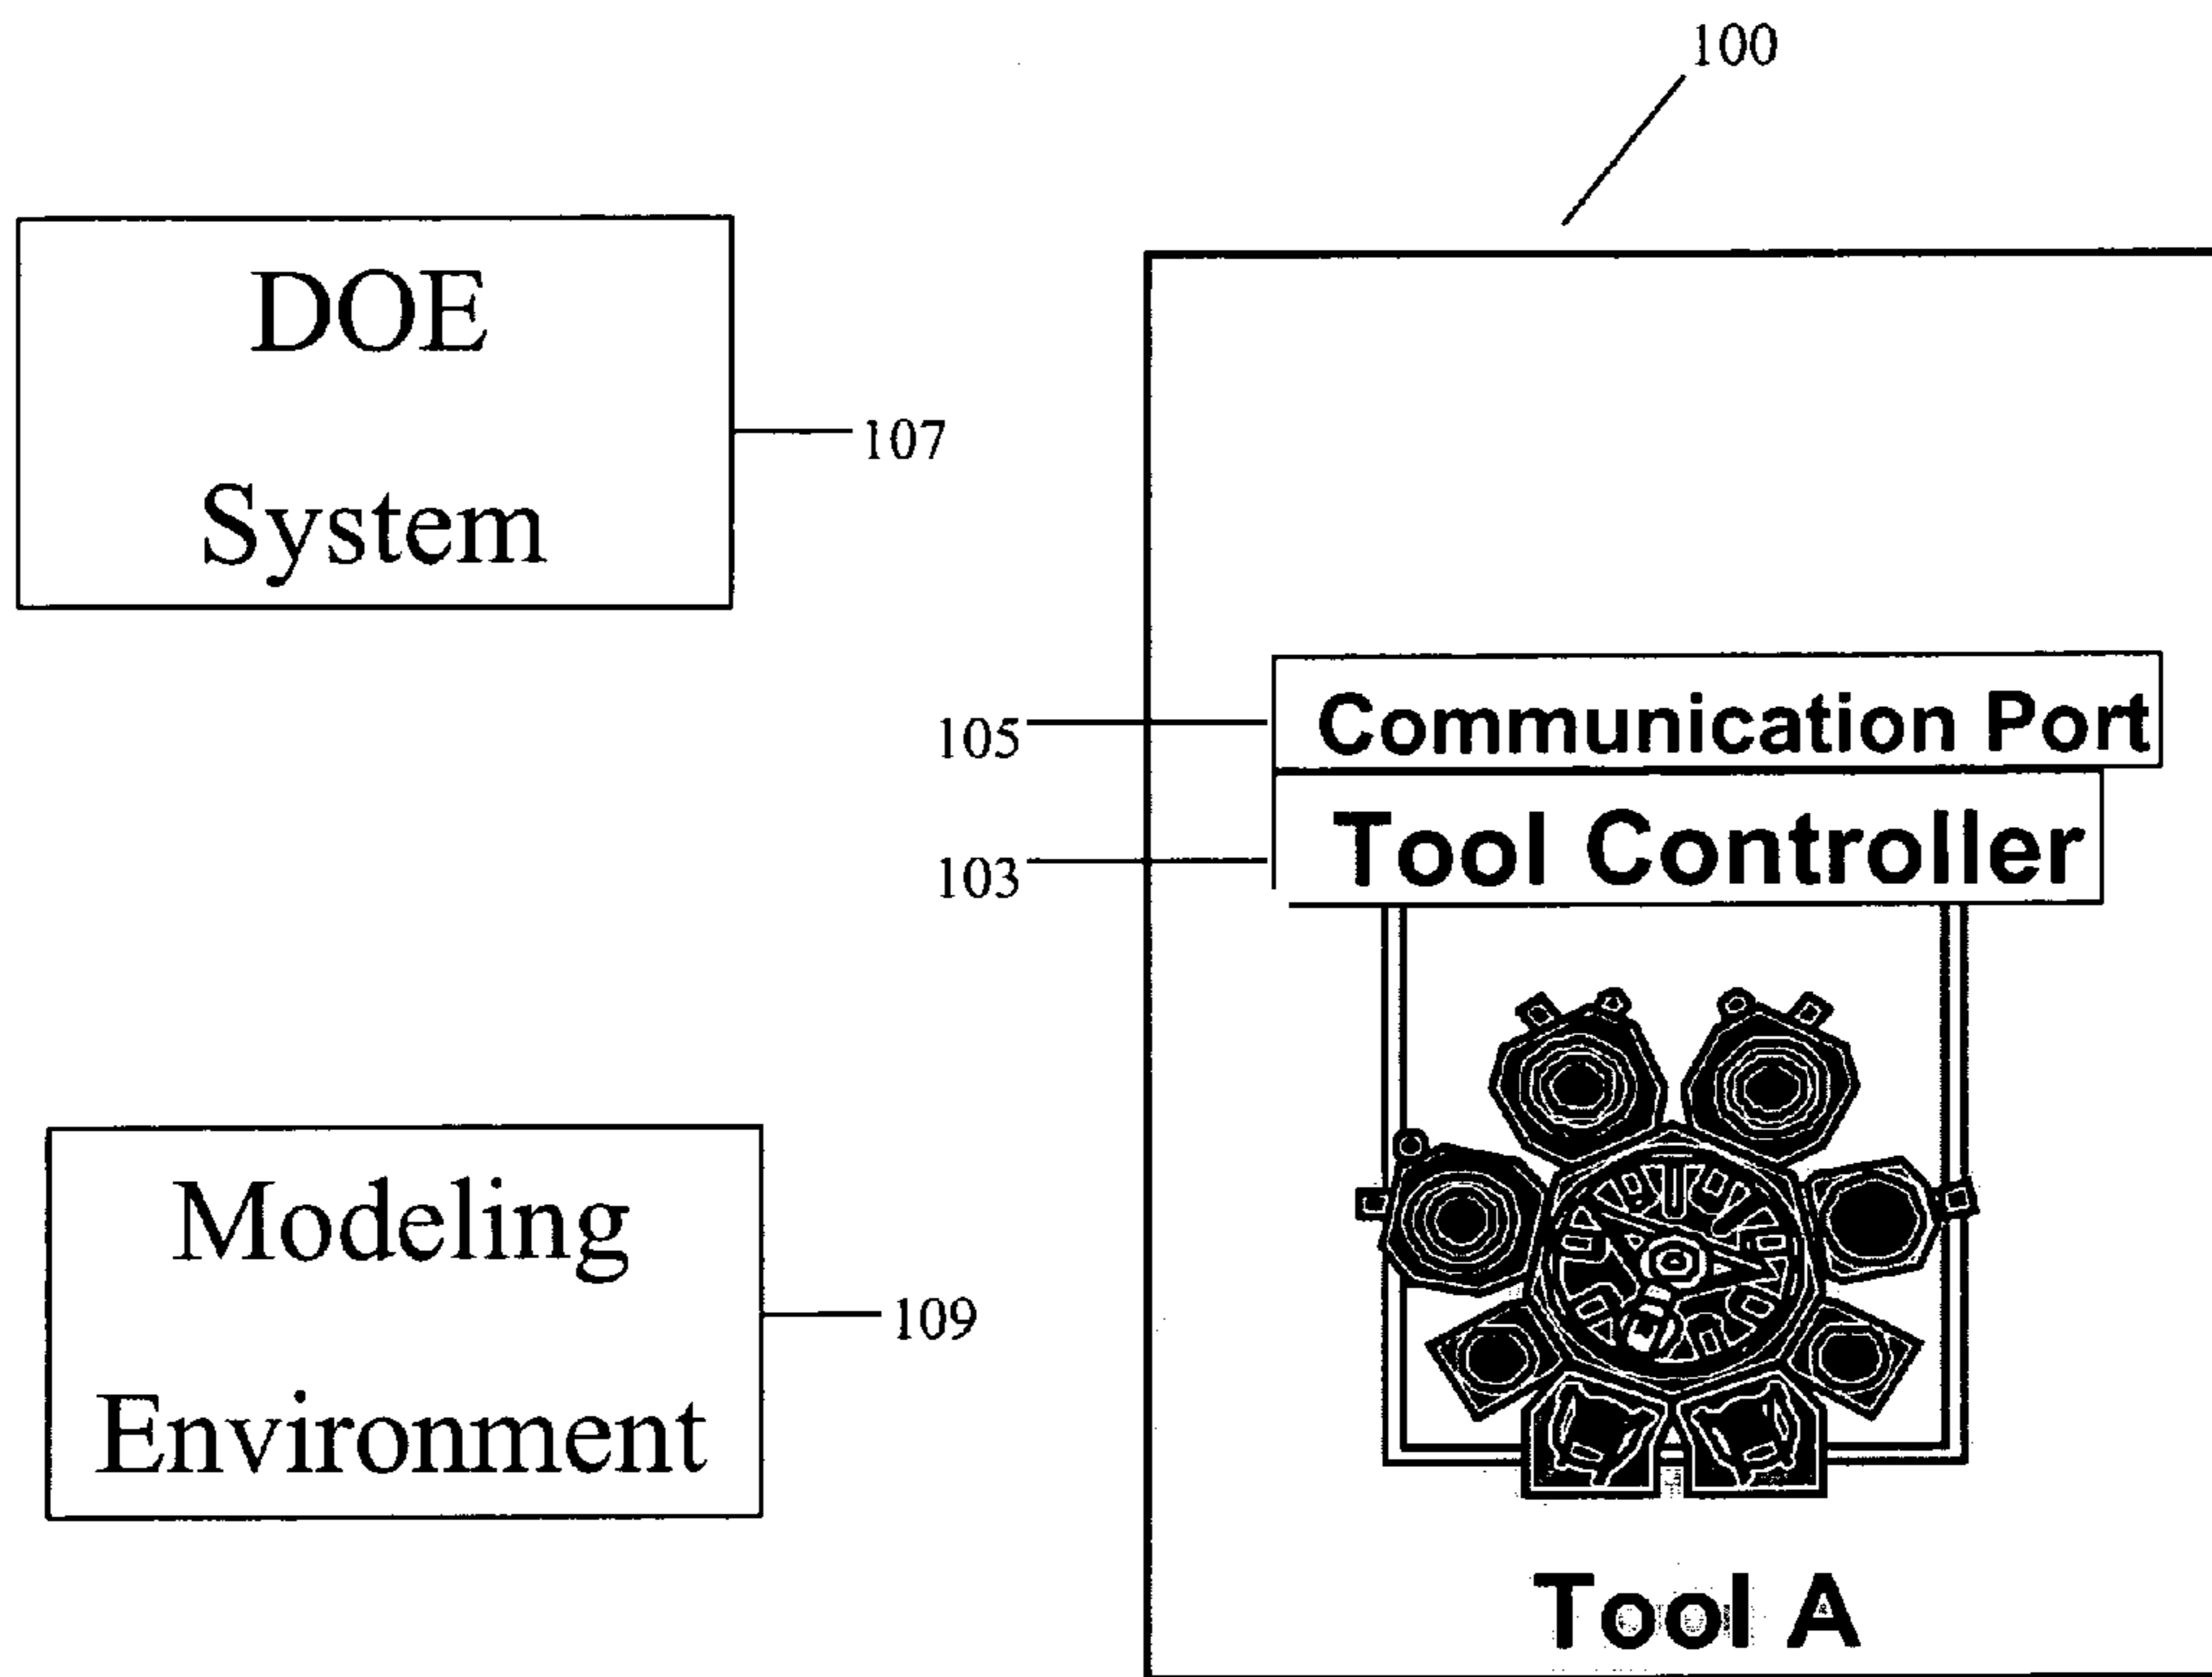 100
DOE
System
107
105
Communication Port
Tool Controller
103
Modeling
Environment
109
Tool A